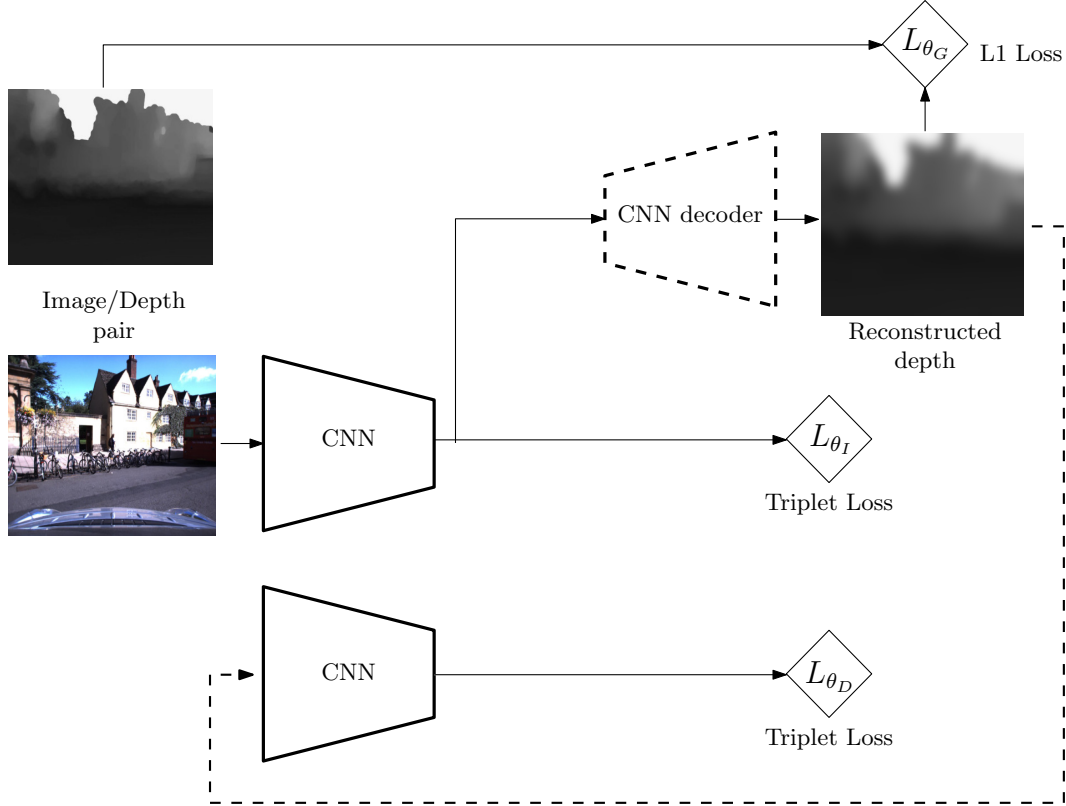 L_{θ_G}
L1 Loss
CNN decoder
Image/Depth
pair
Reconstructed
depth
CNN
L_{θ_I}
Triplet Loss
CNN
L_{θ_D}
Triplet Loss